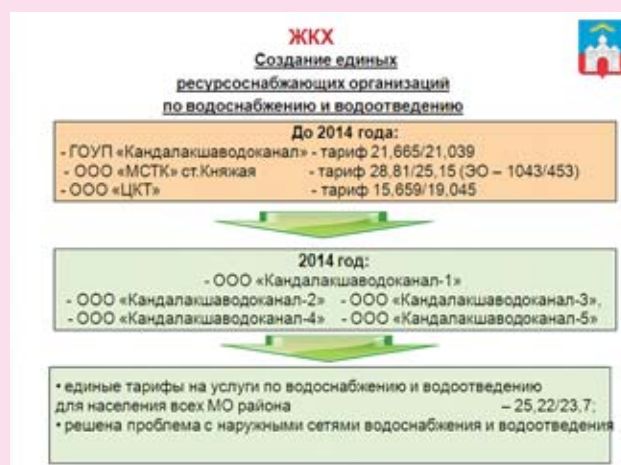 ЖКХ
Создание единых
ресурсоснабжающих организаций
по водоснабжению и водоотведению
До 2014 года:
- ГОУП «Кандалакшаводоканал» - тариф 21,665/21,039
- ООО «МСТК» ст.Княжая - тариф 28,81/25,15 (ЭО – 1043/453)
- ООО «ЦКТ» - тариф 15,659/19,045
2014 год:
- ООО «Кандалакшаводоканал-1»
- ООО «Кандалакшаводоканал-2» - ООО «Кандалакшаводоканал-3»,
- ООО «Кандалакшаводоканал-4» - ООО «Кандалакшаводоканал-5»
• единые тарифы на услуги по водоснабжению и водоотведению
для населения всех МО района – 25,22/23,7;
• решена проблема с наружными сетями водоснабжения и водоотведения